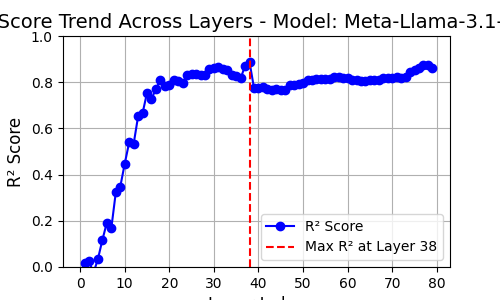 Score Trend Across Layers - Model: Meta-Llama-3.1-
R² Score
1.0
0.8
0.6
0.4
0.2
0.0
0 10 20 30 40 50 60 70 80
R² Score
Max R² at Layer 38